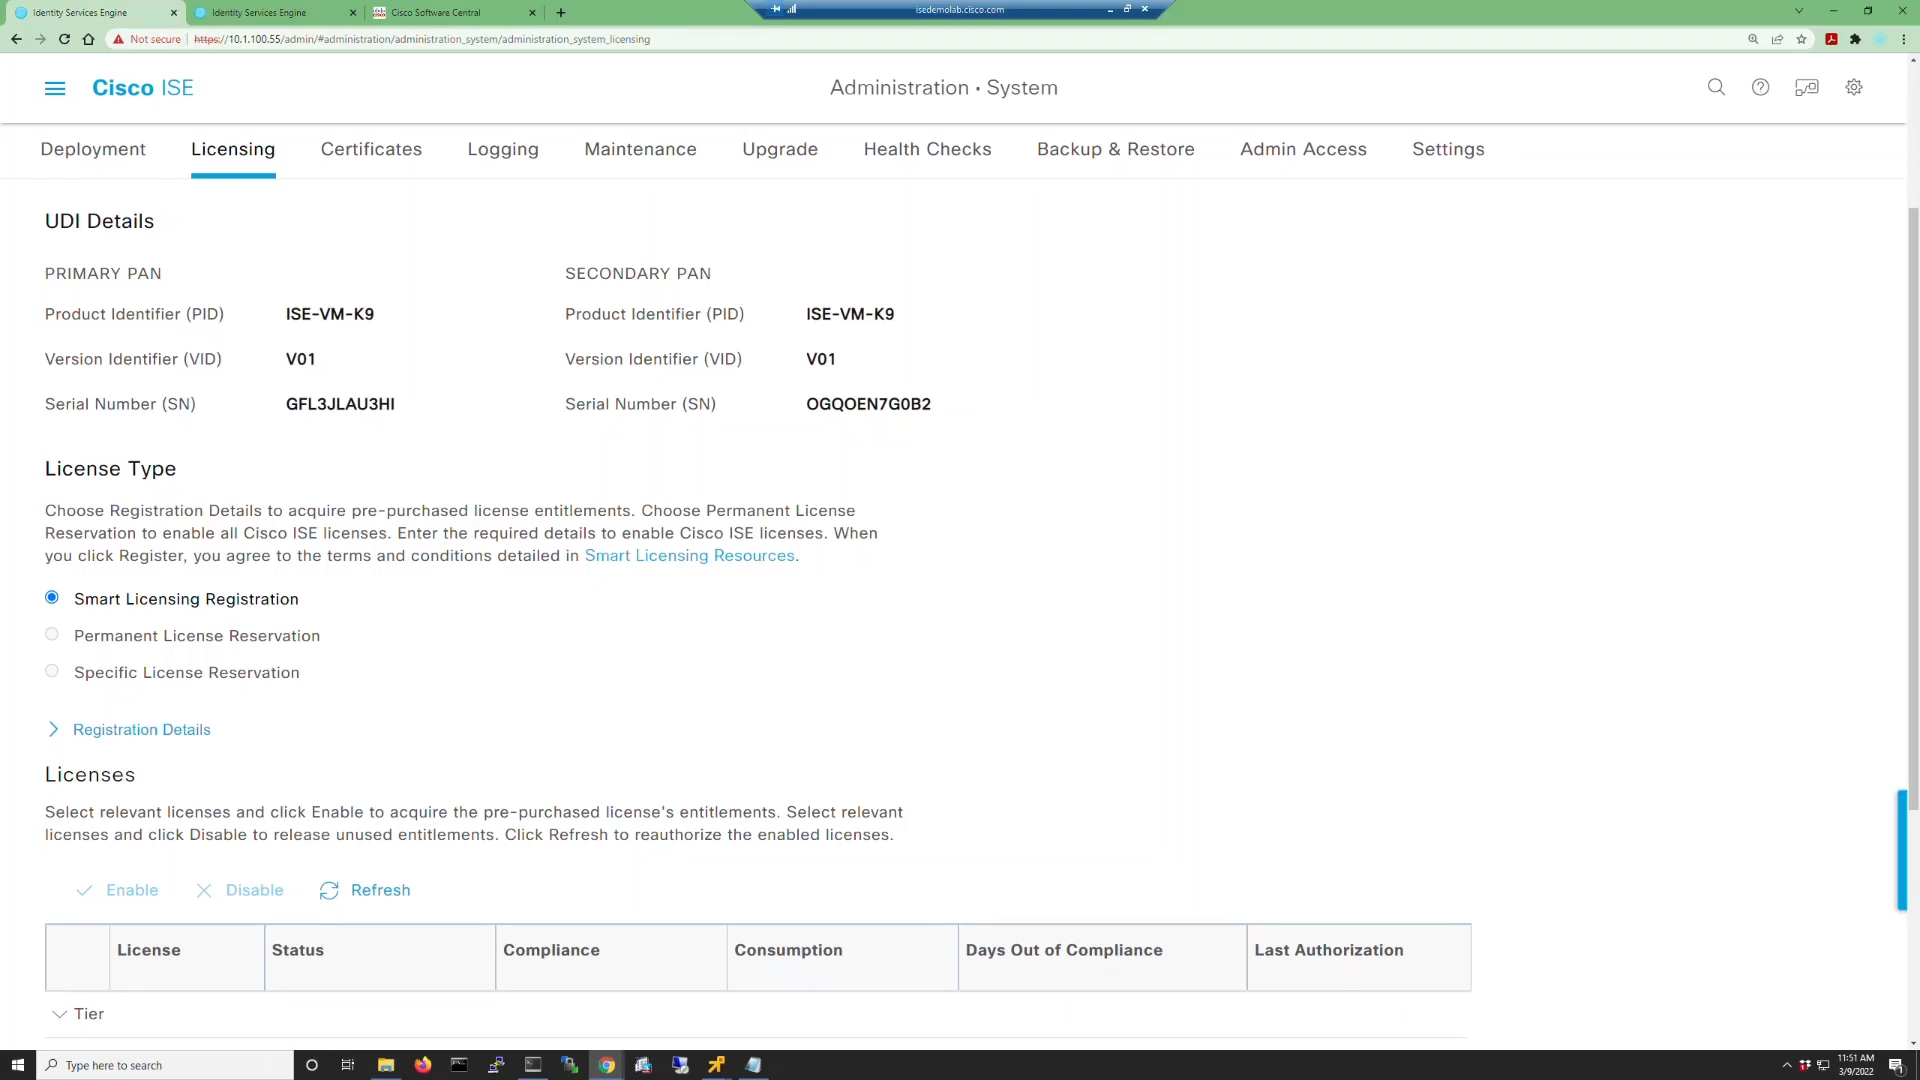 Identity Services Engine
Identity Services Engine
Cisco Software Central
isedemolab.cisco.com
Not secure
https://10.1.100.55/admin/#administration/administration_system/administration_system_licensing
Cisco ISE
Administration • System
Deployment
Licensing
Certificates
Logging
Maintenance
Upgrade
Health Checks
Backup & Restore
Admin Access
Settings
UDI Details
PRIMARY PAN
SECONDARY PAN
Product Identifier (PID) ISE-VM-K9
Product Identifier (PID) ISE-VM-K9
Version Identifier (VID) V01
Version Identifier (VID) V01
Serial Number (SN) GFL3JLAU3HI
Serial Number (SN) OGQOEN7G0B2
License Type
Choose Registration Details to acquire pre-purchased license entitlements. Choose Permanent License
Reservation to enable all Cisco ISE licenses. Enter the required details to enable Cisco ISE licenses. When
you click Register, you agree to the terms and conditions detailed in Smart Licensing Resources.
Smart Licensing Registration
Permanent License Reservation
Specific License Reservation
Registration Details
Licenses
Select relevant licenses and click Enable to acquire the pre-purchased license's entitlements. Select relevant
licenses and click Disable to release unused entitlements. Click Refresh to reauthorize the enabled licenses.
Enable
Disable
Refresh
License
Status
Compliance
Consumption
Days Out of Compliance
Last Authorization
Tier
Type here to search
11:51 AM
3/9/2022